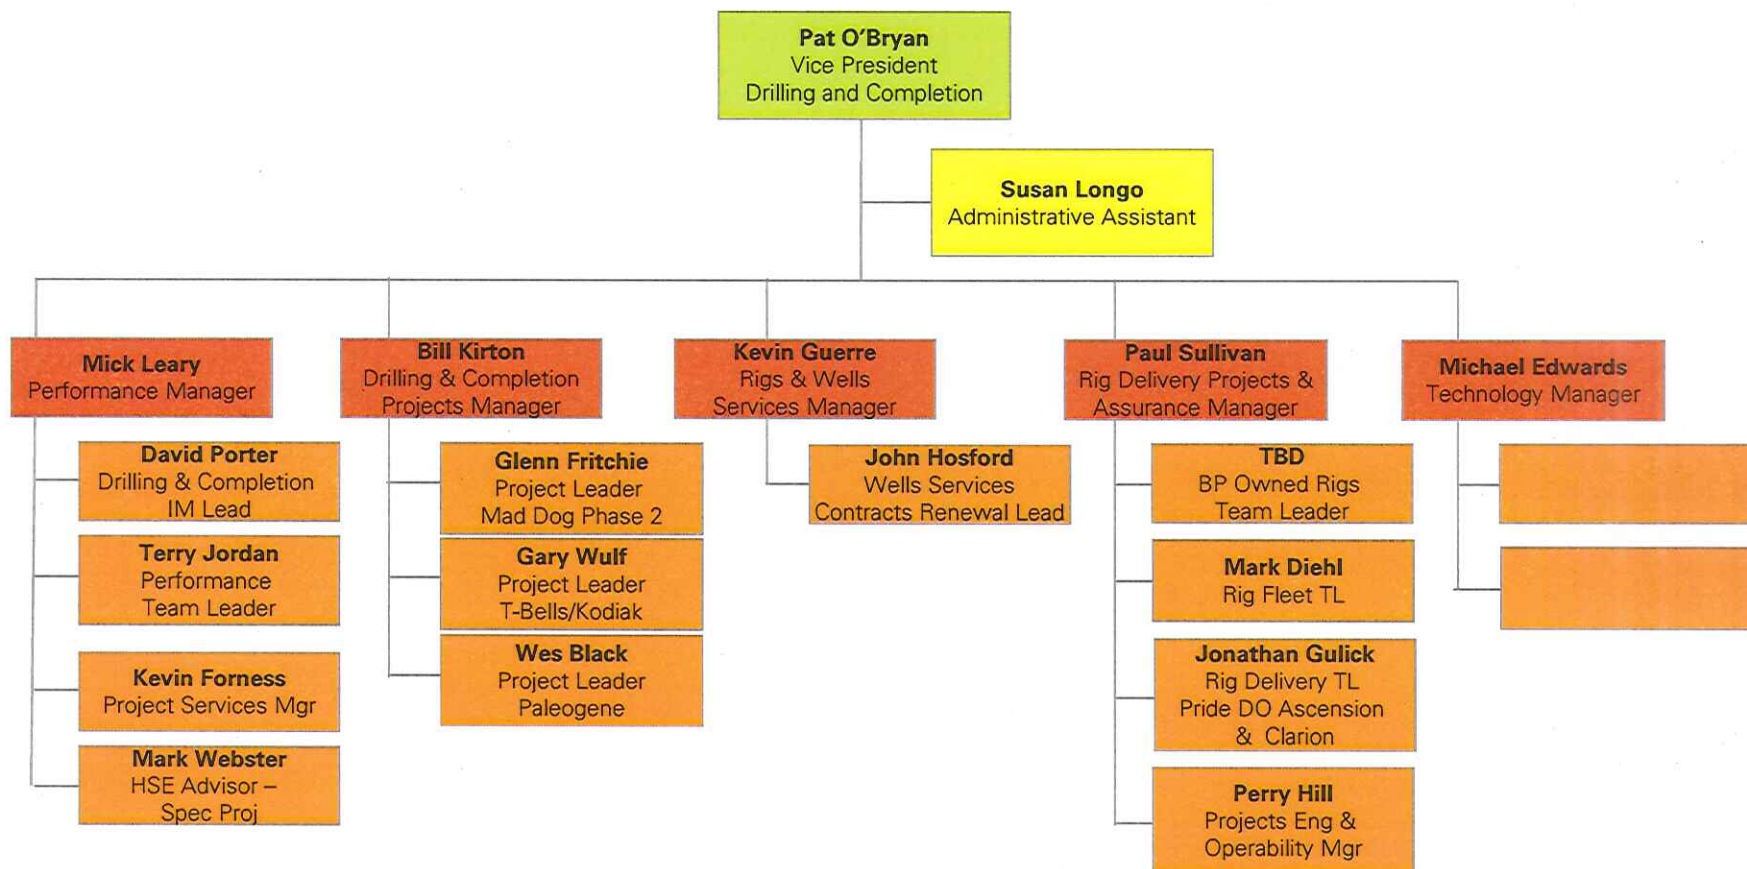 Pat O'Bryan
Vice President
Drilling and Completion
Susan Longo
Administrative Assistant
Mick Leary
Performance Manager
David Porter
Drilling & Completion
IM Lead
Terry Jordan
Performance
Team Leader
Kevin Forness
Project Services Mgr
Mark Webster
HSE Advisor –
Spec Proj
Bill Kirton
Drilling & Completion
Projects Manager
Glenn Fritchie
Project Leader
Mad Dog Phase 2
Gary Wulf
Project Leader
T-Bells/Kodiak
Wes Black
Project Leader
Paleogene
Kevin Guerre
Rigs & Wells
Services Manager
John Hosford
Wells Services
Contracts Renewal Lead
Paul Sullivan
Rig Delivery Projects &
Assurance Manager
TBD
BP Owned Rigs
Team Leader
Mark Diehl
Rig Fleet TL
Jonathan Gulick
Rig Delivery TL
Pride DO Ascension
& Clarion
Perry Hill
Projects Eng &
Operability Mgr
Michael Edwards
Technology Manager